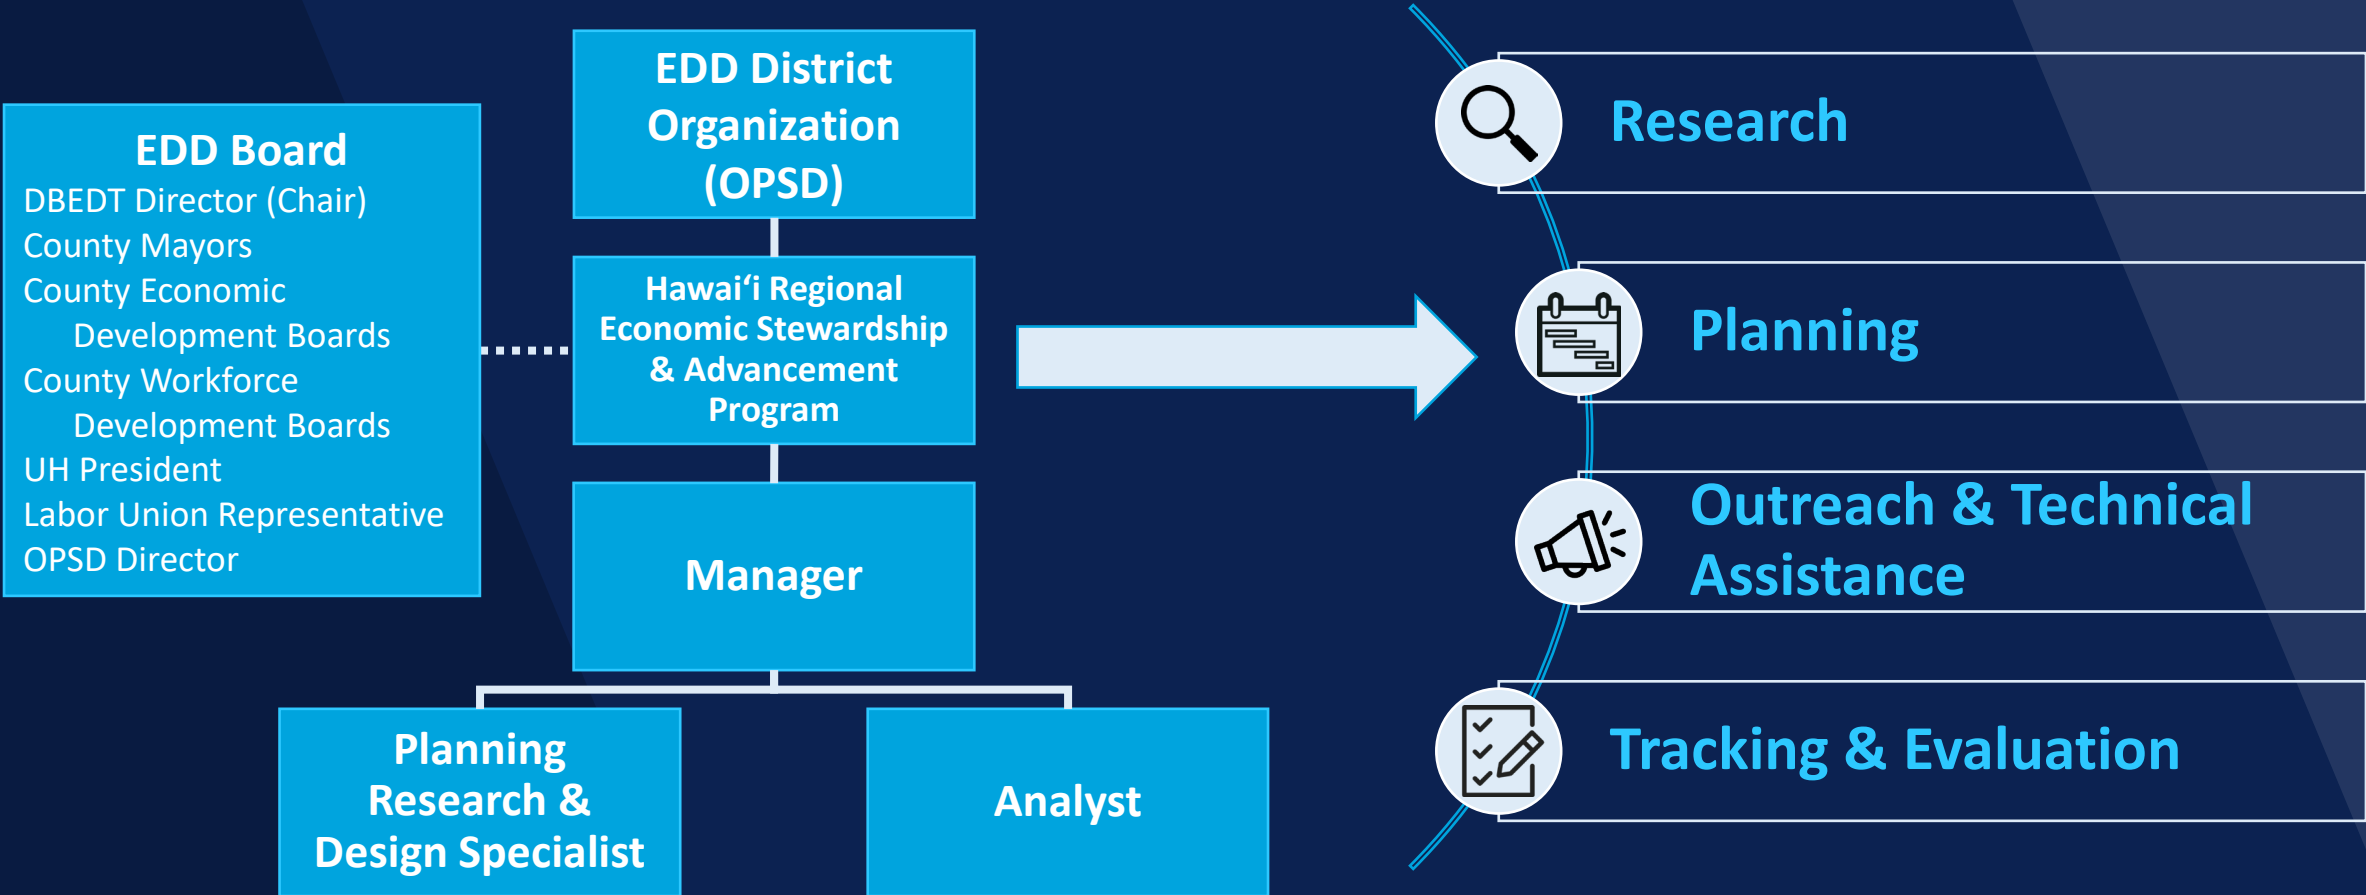 EDD Board
DBEDT Director (Chair)
County Mayors
County Economic
Development Boards
County Workforce
Development Boards
UH President
Labor Union Representative
OPSD Director
EDD District
Organization
(OPSD)
Hawai‘i Regional
Economic Stewardship
& Advancement
Program
Manager
Planning
Research &
Design Specialist
Analyst
Research
Planning
Outreach & Technical
Assistance
Tracking & Evaluation